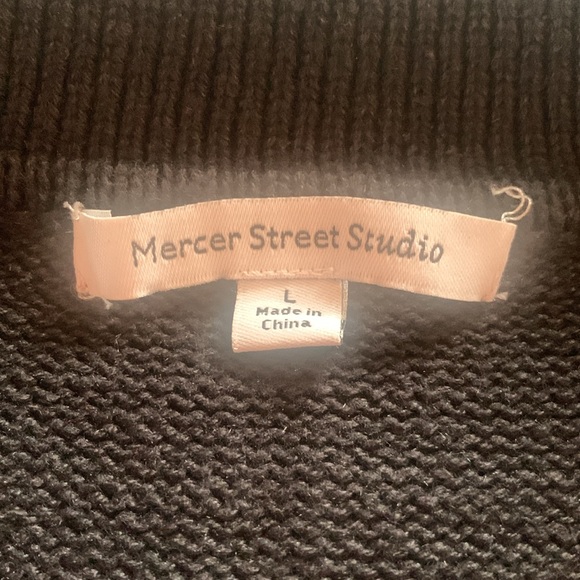 Mercer Street Studio
L
Made in
China